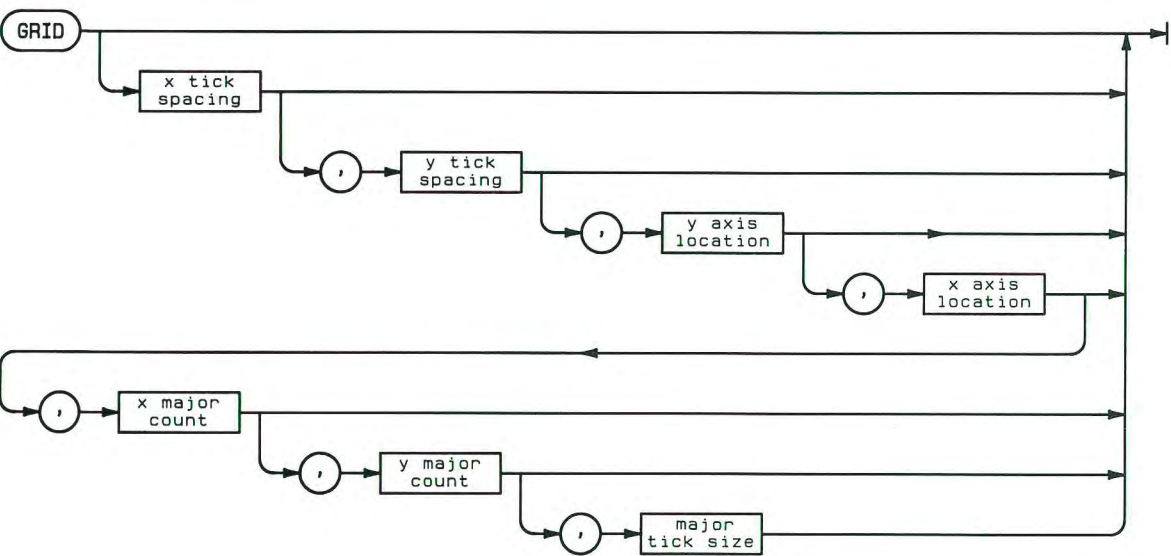 GRID
x tick
spacing
,
y tick
spacing
,
y axis
location
,
x axis
location
,
x major
count
,
y major
count
,
major
tick size